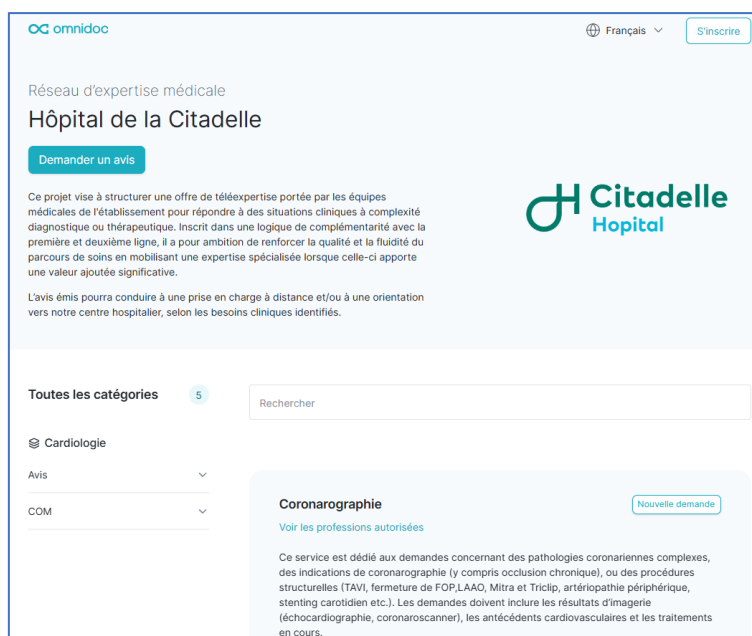 omnidoc
Français
S'inscrire
Réseau d'expertise médicale
Hôpital de la Citadelle
Demander un avis
Ce projet vise à structurer une offre de téléexpertise portée par les équipes
médicales de l'établissement pour répondre à des situations cliniques à complexité
diagnostique ou thérapeutique. Inscrit dans une logique de complémentarité avec la
première et deuxième ligne, il a pour ambition de renforcer la qualité et la fluidité du
parcours de soins en mobilisant une expertise spécialisée lorsque celle-ci apporte
une valeur ajoutée significative.
L'avis émis pourra conduire à une prise en charge à distance et/ou à une orientation
vers notre centre hospitalier, selon les besoins cliniques identifiés.
Citadelle
Hopital
Toutes les catégories 5
Rechercher
Cardiologie
Avis
COM
Coronarographie
Nouvelle demande
Voir les professions autorisées
Ce service est dédié aux demandes concernant des pathologies coronariennes complexes,
des indications de coronarographie (y compris occlusion chronique), ou des procédures
structurelles (TAVI, fermeture de FOP,LAAO, Mitra et Triclip, artériopathie périphérique,
stenting carotidien etc.). Les demandes doivent inclure les résultats d'imagerie
(échocardiographie, coronaroscanner), les antécédents cardiovasculaires et les traitements
en cours.